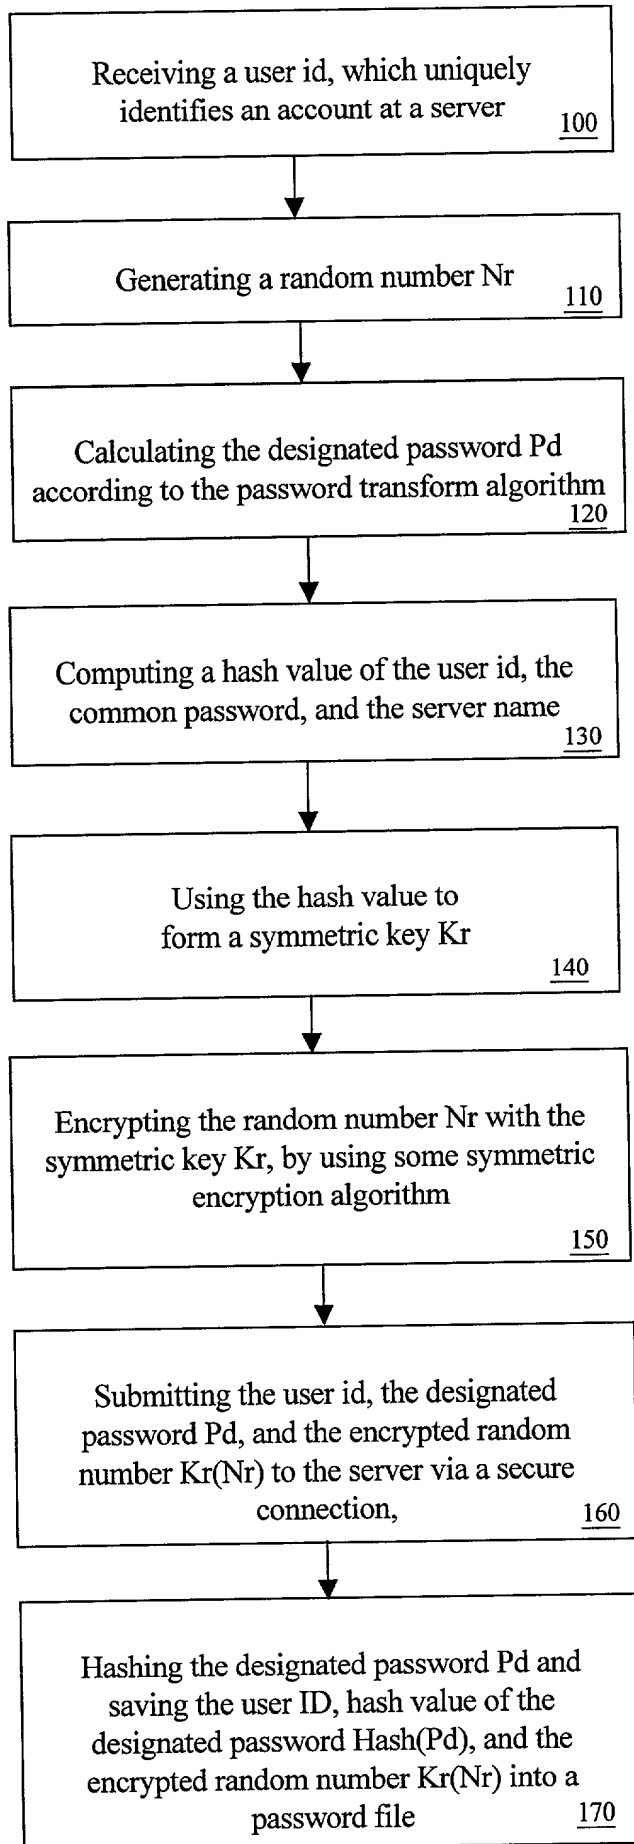 Receiving a user id, which uniquely
identifies an account at a server
100
Generating a random number Nr
110
Calculating the designated password Pd
according to the password transform algorithm
120
Computing a hash value of the user id, the
common password, and the server name
130
Using the hash value to
form a symmetric key Kr
140
Encrypting the random number Nr with the
symmetric key Kr, by using some symmetric
encryption algorithm
150
Submitting the user id, the designated
password Pd, and the encrypted random
number Kr(Nr) to the server via a secure
connection,
160
Hashing the designated password Pd and
saving the user ID, hash value of the
designated password Hash(Pd), and the
encrypted random number Kr(Nr) into a
password file
170